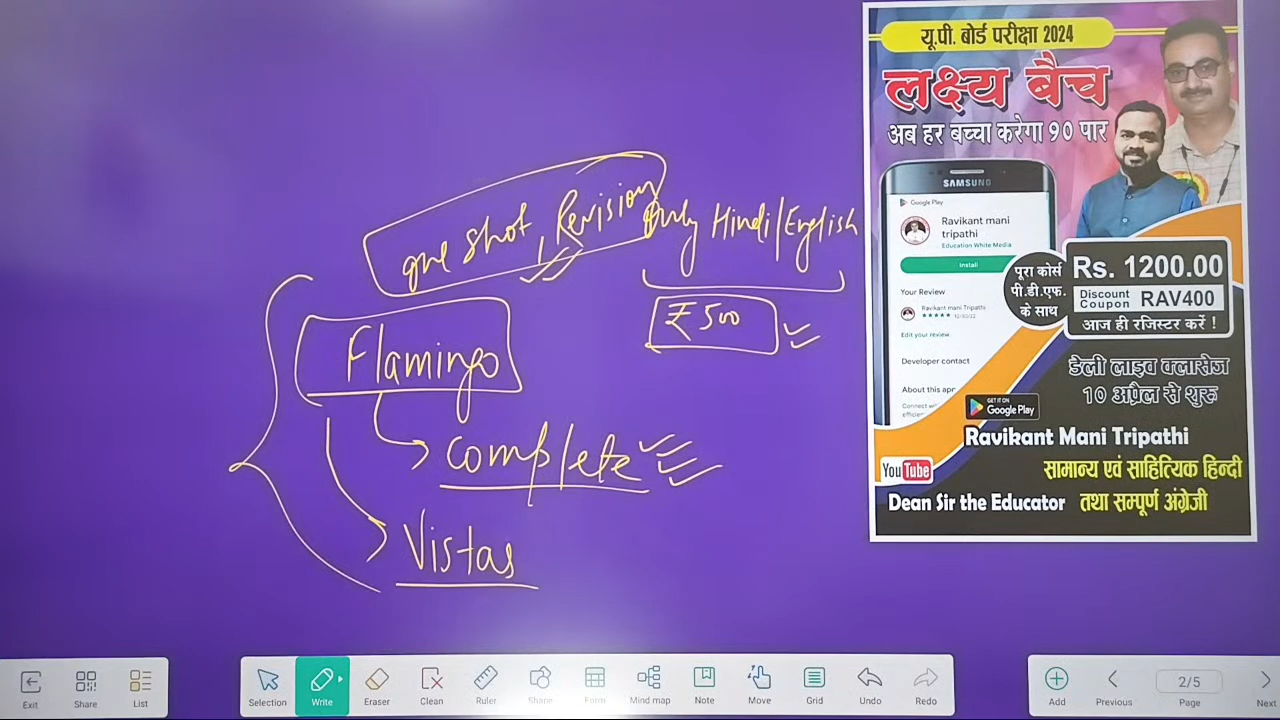 one shot, Revision
only Hindi/English
₹500
Flamingo
complete
Vistas
यू.पी. बोर्ड परीक्षा 2024
लक्ष्य बैच
अब हर बच्चा करेगा 90 पार
SAMSUNG
Google Play
Ravikant mani
tripathi
Education White Media
Install
Your Review
Ravikant mani Tripathi
Edit your review
Developer contact
About this app
पूरा कोर्स
पी.डी.एफ.
के साथ
Rs. 1200.00
Discount
Coupon RAV400
आज ही रजिस्टर करें !
डेली लाइव क्लासेज
10 अप्रैल से शुरू
GET IT ON
Google Play
Ravikant Mani Tripathi
YouTube
सामान्य एवं साहित्यिक हिन्दी
Dean Sir the Educator तथा सम्पूर्ण अंग्रेजी
Exit Share List Selection Write Eraser Clean Ruler Shape Form Mind map Note Move Grid Undo Redo Add Previous 2/5 Page Next